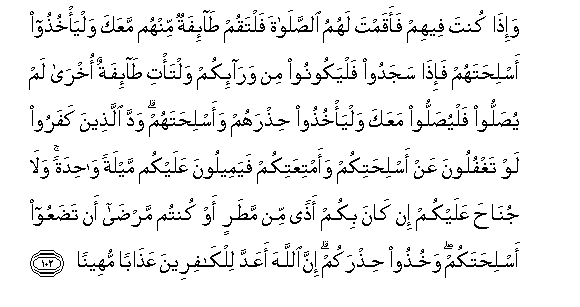 وَإِذَا كُنتَ فِيهِمْ فَأَقَمْتَ لَهُمُ ٱلصَّلَوٰةَ فَلْتَقُمْ طَآئِفَةٌ مِّنْهُم مَّعَكَ وَلْيَأْخُذُوٓا۟
أَسْلِحَتَهُمْ فَإِذَا سَجَدُوا۟ فَلْيَكُونُوا۟ مِن وَرَآئِكُمْ وَلْتَأْتِ طَآئِفَةٌ أُخْرَىٰ لَمْ
يُصَلُّوا۟ فَلْيُصَلُّوا۟ مَعَكَ وَلْيَأْخُذُوا۟ حِذْرَهُمْ وَأَسْلِحَتَهُمْ ۗ وَدَّ ٱلَّذِينَ كَفَرُوا۟
لَوْ تَغْفُلُونَ عَنْ أَسْلِحَتِكُمْ وَأَمْتِعَتِكُمْ فَيَمِيلُونَ عَلَيْكُم مَّيْلَةً وَٰحِدَةً ۚ وَلَا
جُنَاحَ عَلَيْكُمْ إِن كَانَ بِكُمْ أَذًى مِّن مَّطَرٍ أَوْ كُنتُم مَّرْضَىٰٓ أَن تَضَعُوٓا۟
أَسْلِحَتَكُمْ ۖ وَخُذُوا۟ حِذْرَكُمْ ۗ إِنَّ ٱللَّهَ أَعَدَّ لِلْكَٰفِرِينَ عَذَابًا مُّهِينًا ١٠٢